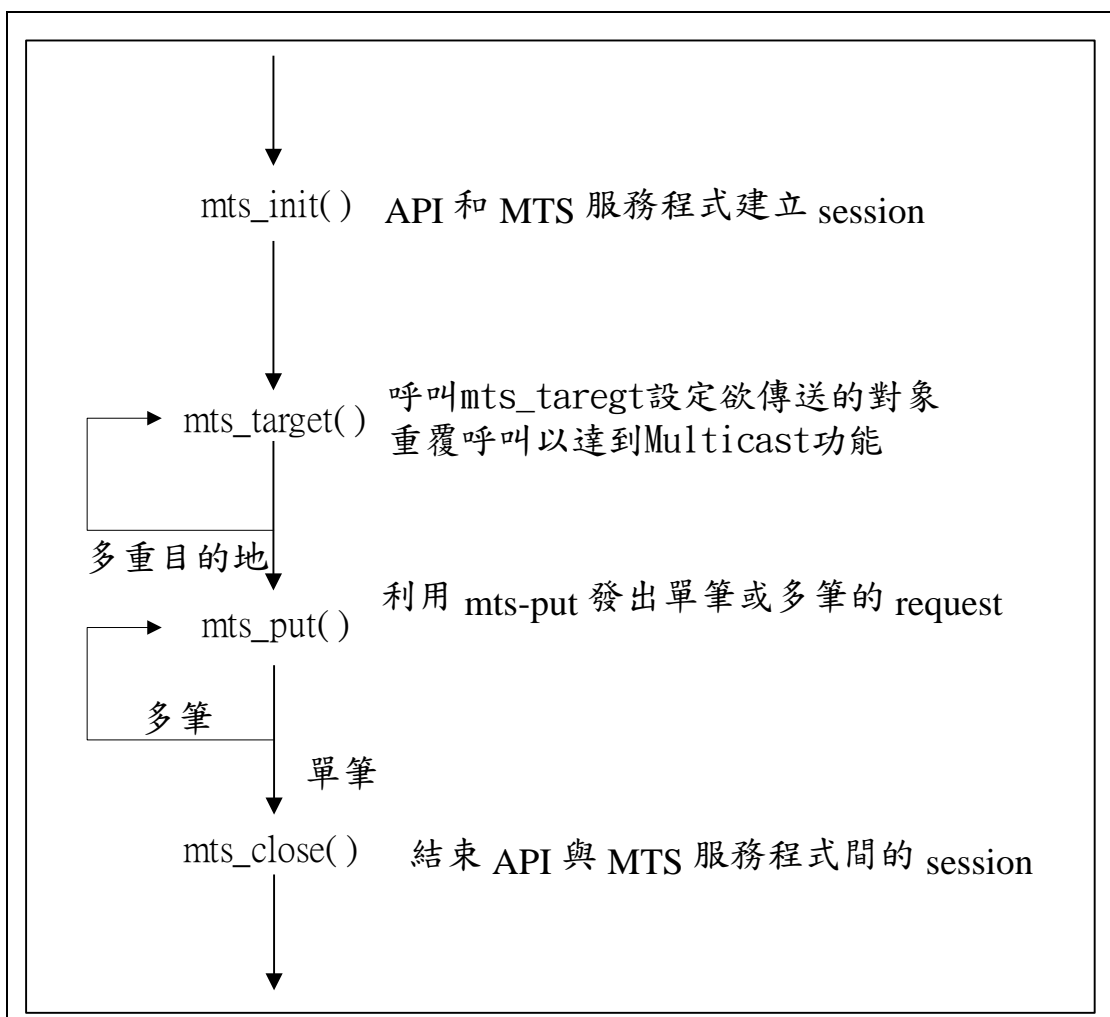 mts_init( ) API 和 MTS 服務程式建立 session
呼叫mts_taregt設定欲傳送的對象
mts_target( )
重覆呼叫以達到Multicast功能
多重目的地
利用 mts-put 發出單筆或多筆的 request
mts_put( )
多筆
單筆
mts_close( ) 結束 API 與 MTS 服務程式間的 session